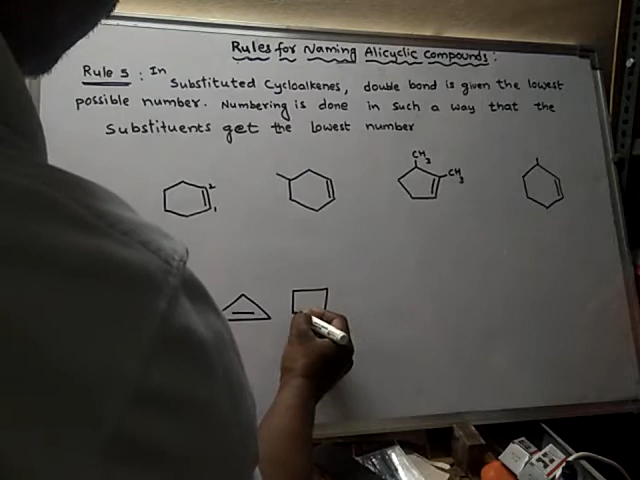 Rules for Naming Alicyclic Compounds:
Rule 5: In
Substituted Cycloalkenes, double bond is given the lowest
possible number. Numbering is done in such a way that the
Substituents get the lowest number
CH3
CH3
2
1